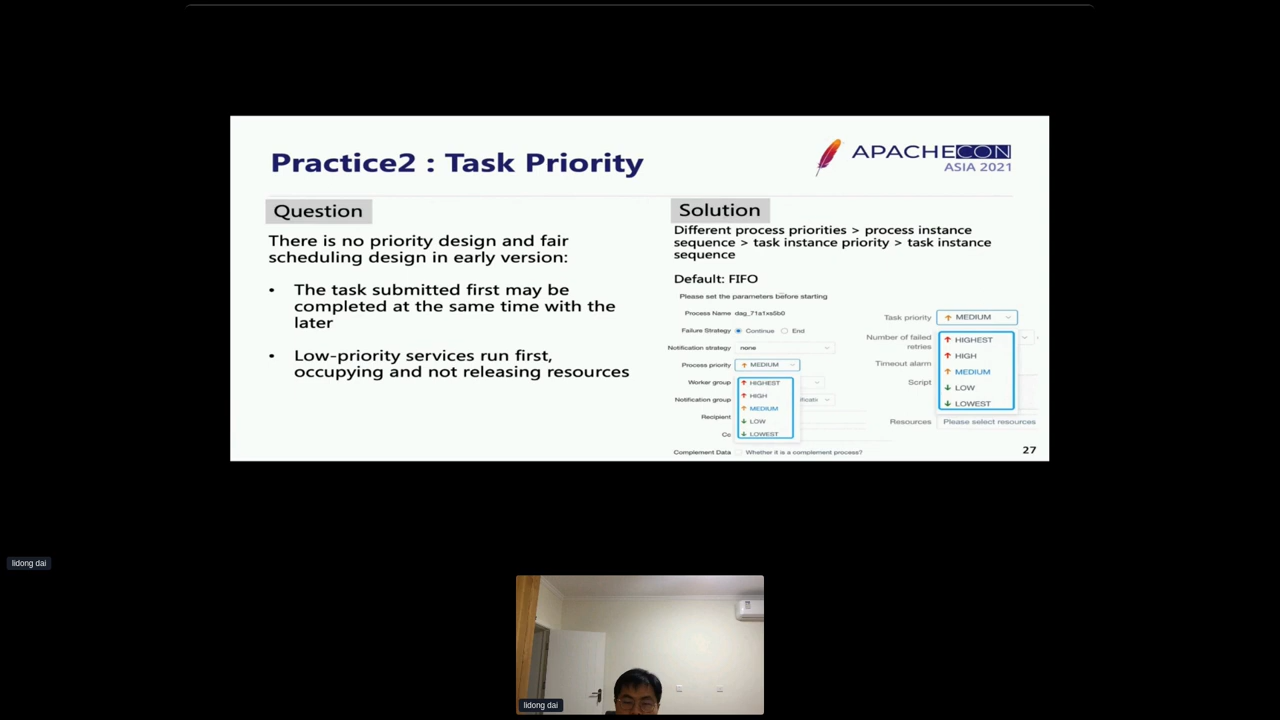 Practice2 : Task Priority
APACHECON
ASIA 2021
Question
There is no priority design and fair
scheduling design in early version:
• The task submitted first may be
completed at the same time with the
later
• Low-priority services run first,
occupying and not releasing resources
Solution
Different process priorities > process instance
sequence > task instance priority > task instance
sequence
Default: FIFO
Please set the parameters before starting
Process Name dag_71a1xs5b0
Failure Strategy Continue End
Notification strategy none
Process priority MEDIUM
Worker group
HIGHEST
HIGH
Notification group
MEDIUM
Recipient
LOW
Cc
LOWEST
Complement Data Whether it is a complement process?
Task priority MEDIUM
Number of failed
retries
HIGHEST
HIGH
Timeout alarm
MEDIUM
Script
LOW
LOWEST
Resources Please select resources
27
lidong dai
lidong dai